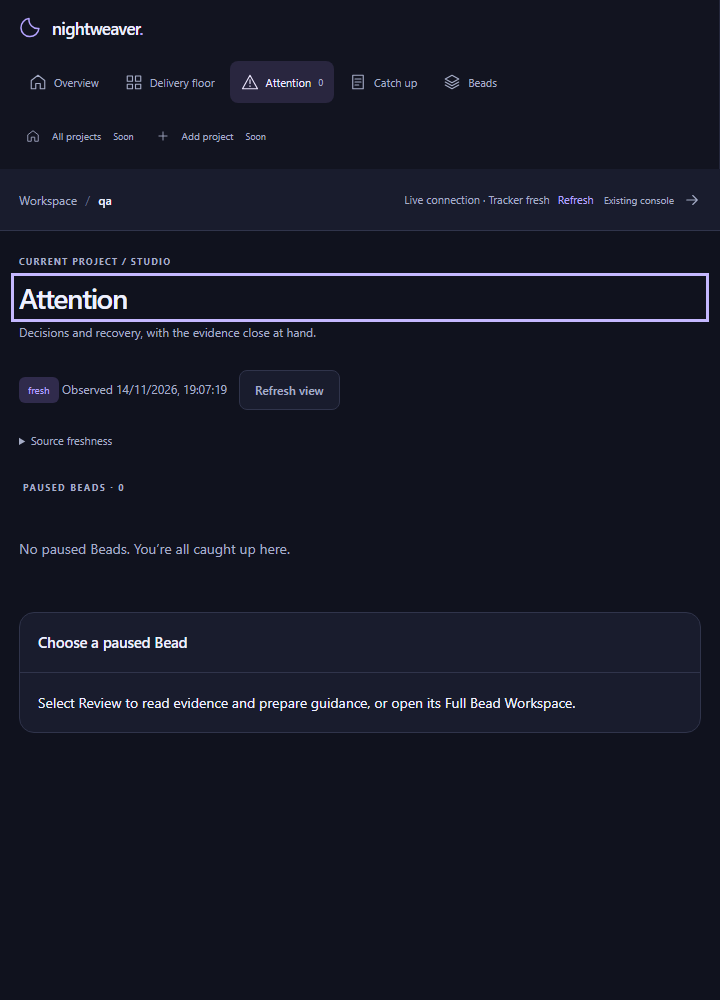 nightweaver.
Overview Delivery floor Attention 0 Catch up Beads
All projects Soon Add project Soon
Workspace / qa Live connection · Tracker fresh Refresh Existing console
CURRENT PROJECT / STUDIO
Attention
Decisions and recovery, with the evidence close at hand.
fresh Observed 14/11/2026, 19:07:19 Refresh view
Source freshness
PAUSED BEADS · 0
No paused Beads. You’re all caught up here.
Choose a paused Bead
Select Review to read evidence and prepare guidance, or open its Full Bead Workspace.